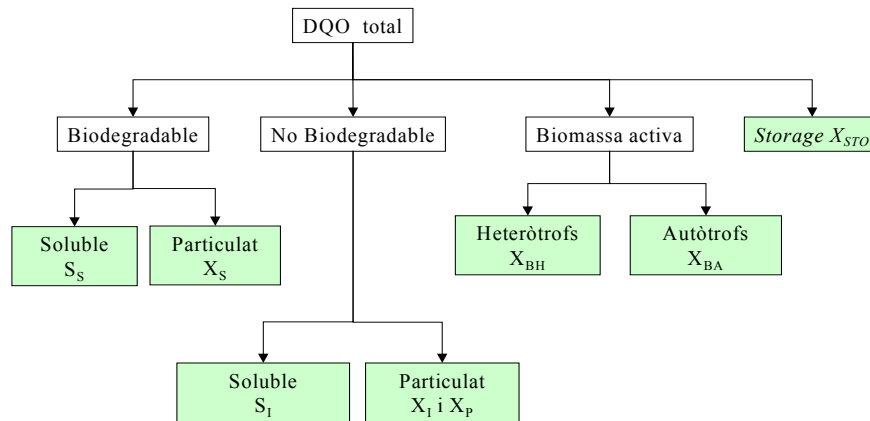 DQO total
Biodegradable
No Biodegradable
Biomassa activa
Storage X_STO
Soluble
S_S
Particulat
X_S
Heteròtrofs
X_BH
Autòtrofs
X_BA
Soluble
S_I
Particulat
X_I i X_P